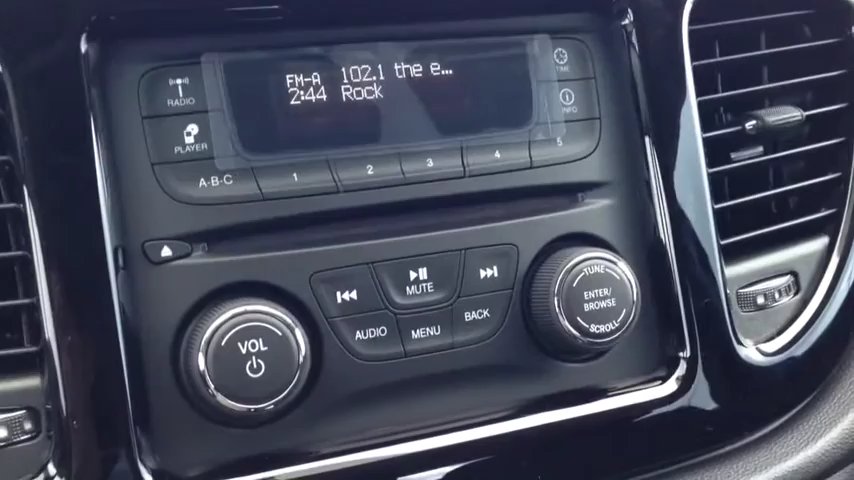 FM-A 102.1 the e...
2:44 Rock
RADIO
PLAYER
TIME
INFO
A-B-C 1 2 3 4 5
MUTE
AUDIO MENU BACK
VOL
TUNE
ENTER/
BROWSE
SCROLL